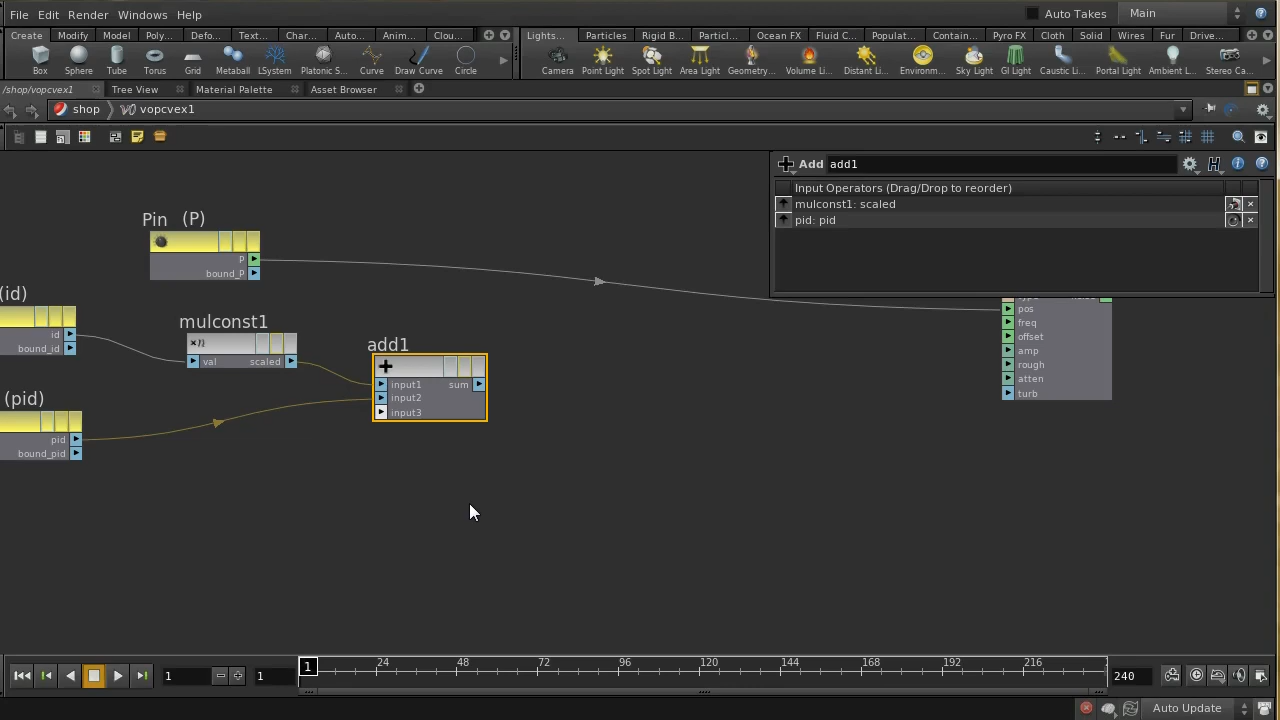 File Edit Render Windows Help Auto Takes Main
Create Modify Model Poly... Defo... Text... Char... Auto... Anim... Clou... Lights... Particles Rigid B... Particl... Ocean FX Fluid C... Populat... Contain... Pyro FX Cloth Solid Wires Fur Drive...
Box Sphere Tube Torus Grid Metaball LSystem Platonic S... Curve Draw Curve Circle Camera Point Light Spot Light Area Light Geometry... Volume Li... Distant Li... Environm... Sky Light GI Light Caustic Li... Portal Light Ambient L... Stereo Ca...
/shop/vopcvex1 Tree View Material Palette Asset Browser
shop vopcvex1
Add add1
Input Operators (Drag/Drop to reorder)
mulconst1: scaled
pid: pid
Pin (P)
P
bound_P
(id)
id
bound_id
mulconst1
val scaled
add1
input1 sum
input2
input3
(pid)
pid
bound_pid
pos
freq
offset
amp
rough
atten
turb
1 1 1 24 48 72 96 120 144 168 192 216 240
Auto Update